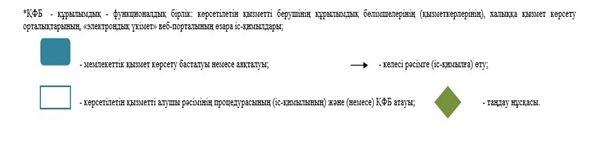 *ҚФБ - құрылымдық - функционалдық бірлік: көрсетілетін қызметті берушінің құрылымдық бөлімшелерінің (қызметкерлерінің), халыққа қызмет көрсету
орталықтарының, «электрондық үкімет» веб-порталының өзара іс-қимылдары;
- мемлекеттік қызмет көрсету басталуы немесе аяқталуы;
- келесі рәсімге (іс-қимылға) өту;
- көрсетілетін қызметті алушы рәсімінің процедурасының (іс-қимылының) және (немесе) ҚФБ атауы;
- таңдау нұсқасы.